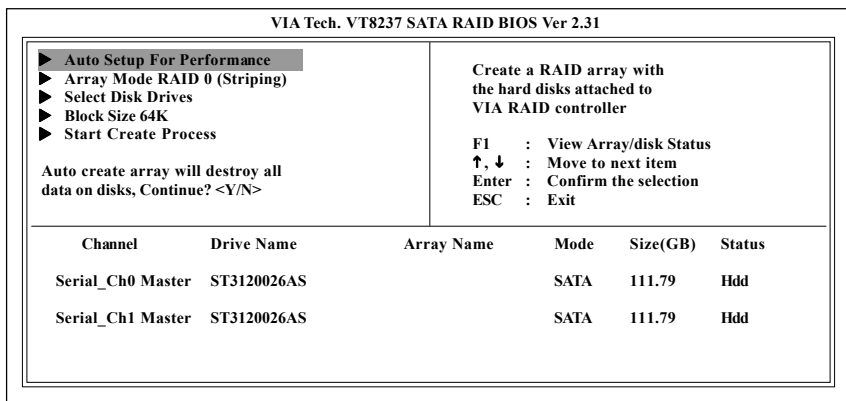 VIA Tech. VT8237 SATA RAID BIOS Ver 2.31
Auto Setup For Performance
Array Mode RAID 0 (Striping)
Select Disk Drives
Block Size 64K
Start Create Process
Auto create array will destroy all
data on disks, Continue? <Y/N>
Create a RAID array with
the hard disks attached to
VIA RAID controller
F1 : View Array/disk Status
↑, ↓ : Move to next item
Enter : Confirm the selection
ESC : Exit
Channel Drive Name Array Name Mode Size(GB) Status
Serial_Ch0 Master ST3120026AS SATA 111.79 Hdd
Serial_Ch1 Master ST3120026AS SATA 111.79 Hdd